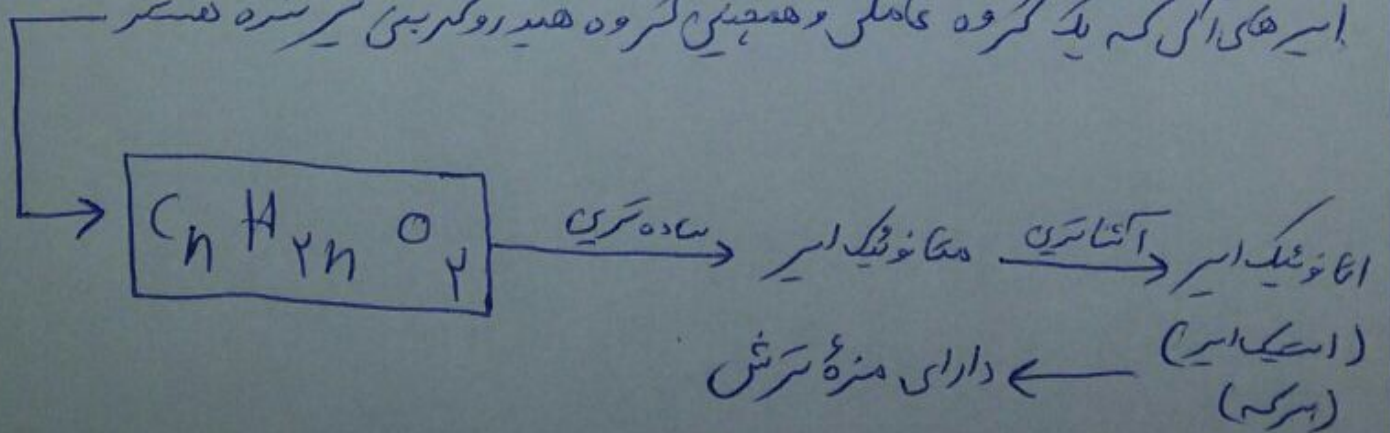 اسیدهای آلی که یک گروه عاملی و همچنین گروه هیدروکربنی سیر شده هستند
CnH۲nO۲ ساده ترین متانوئیک اسید آشناترین اتانوئیک اسید
(استیک اسید) دارای مزهٔ ترش
(سرکه)